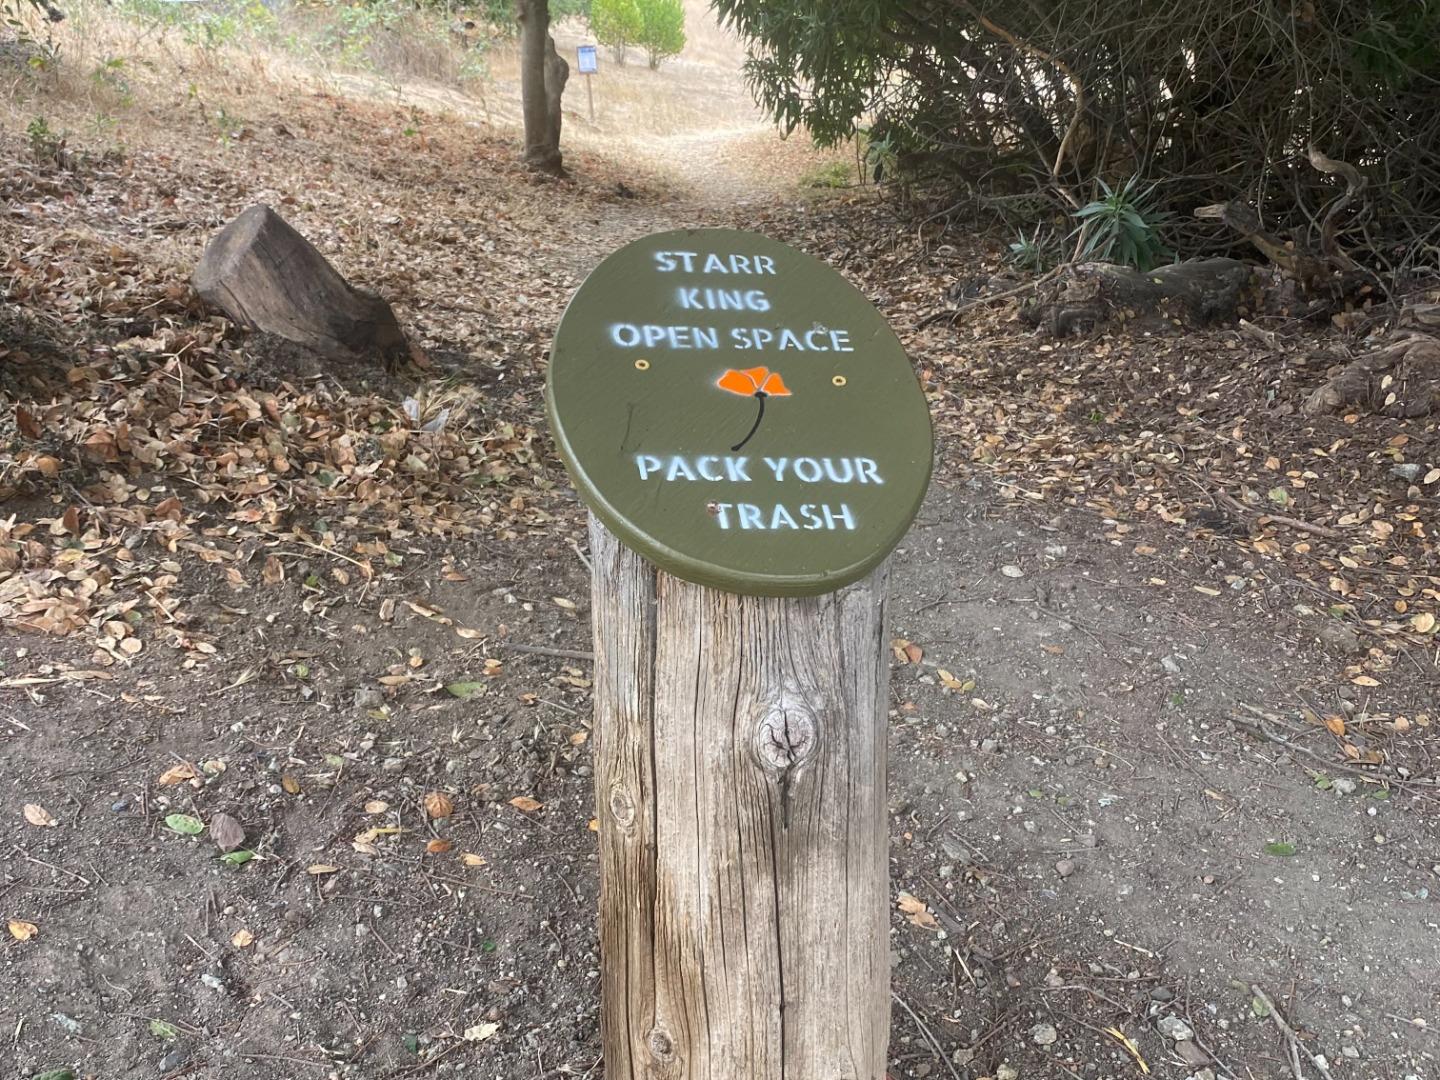 STARR
KING
OPEN SPACE
PACK YOUR
TRASH